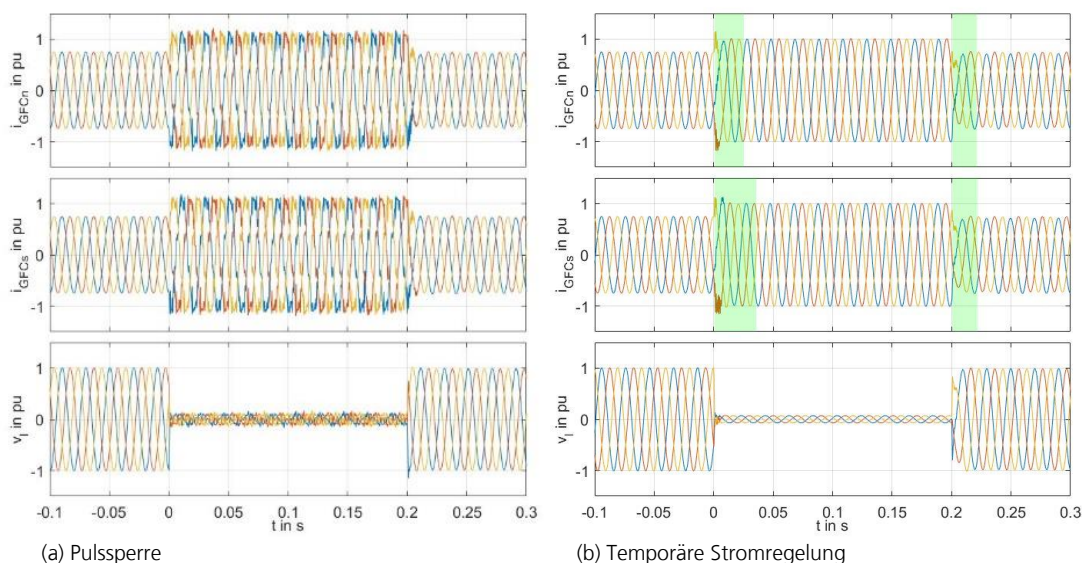 1
0
-1
i_GFCn in pu
1
0
-1
i_GFCn in pu
1
0
-1
i_GFCs in pu
1
0
-1
i_GFCs in pu
1
0
-1
v_l in pu
-0.1 -0.05 0 0.05 0.1 0.15 0.2 0.25 0.3
t in s
1
0
-1
v_l in pu
-0.1 -0.05 0 0.05 0.1 0.15 0.2 0.25 0.3
t in s
(a) Pulssperre
(b) Temporäre Stromregelung